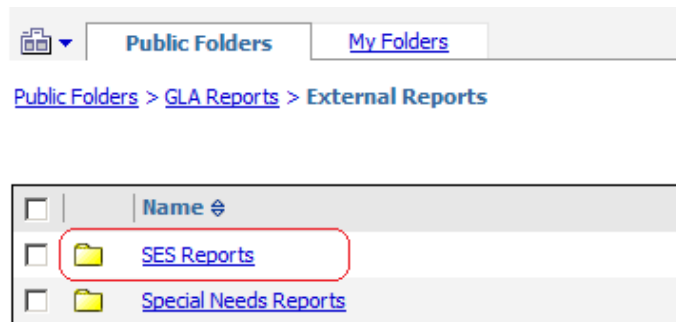 Public Folders My Folders
Public Folders > GLA Reports > External Reports
Name
SES Reports
Special Needs Reports